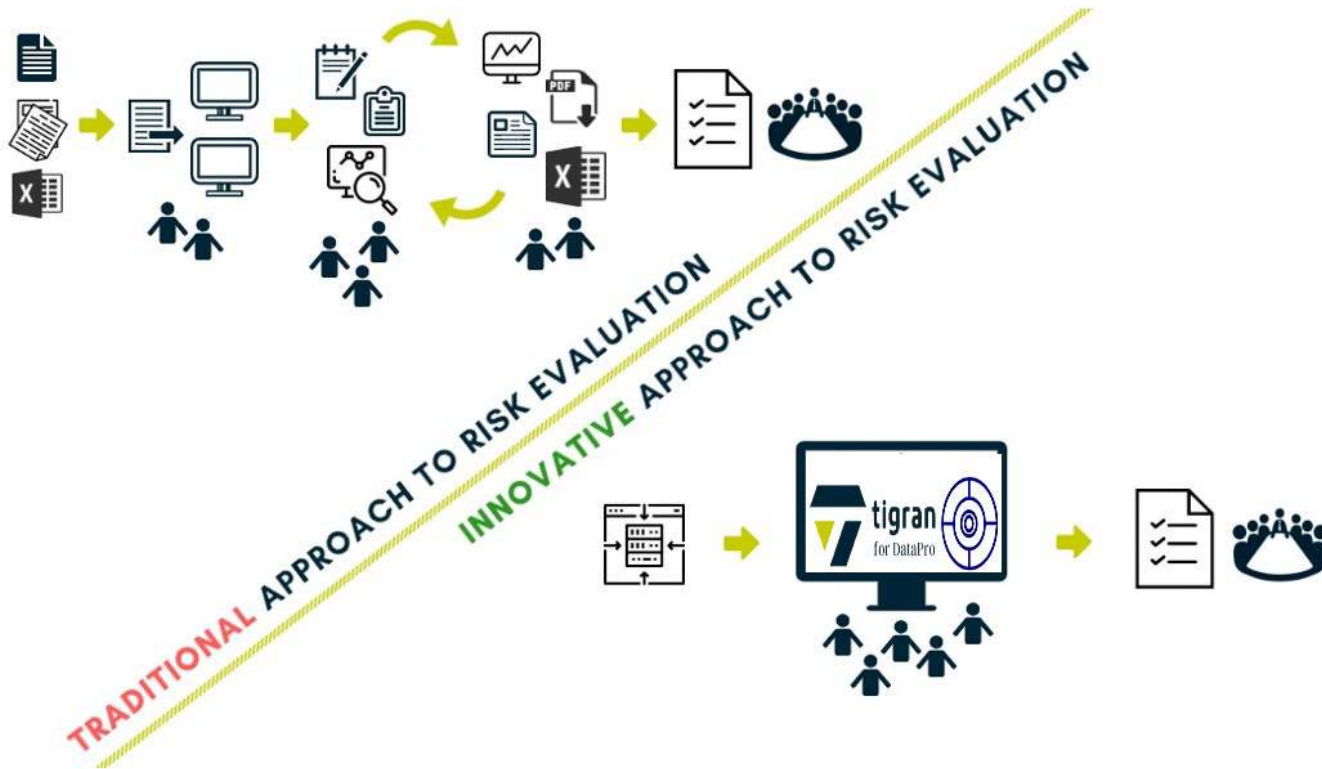 X
PDF
X
TRADITIONAL APPROACH TO RISK EVALUATION
INNOVATIVE APPROACH TO RISK EVALUATION
tigran
for DataPro